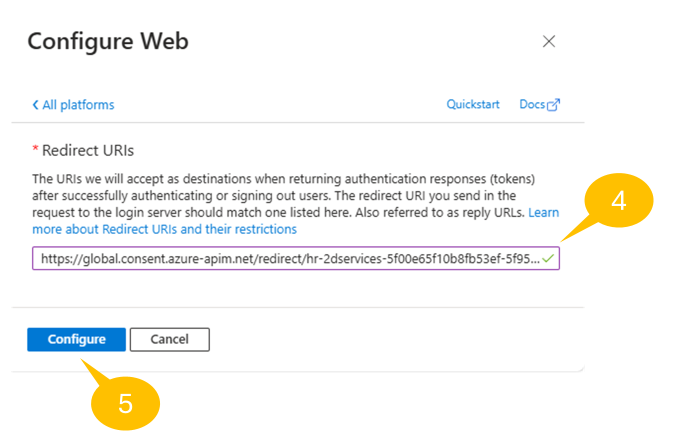 Configure Web
All platforms
Quickstart
Docs
* Redirect URIs
The URIs we will accept as destinations when returning authentication responses (tokens)
after successfully authenticating or signing out users. The redirect URI you send in the
request to the login server should match one listed here. Also referred to as reply URLs. Learn
more about Redirect URIs and their restrictions
4
https://global.consent.azure-apim.net/redirect/hr-2dservices-5f00e65f10b8fb53ef-5f95...
Configure
Cancel
5